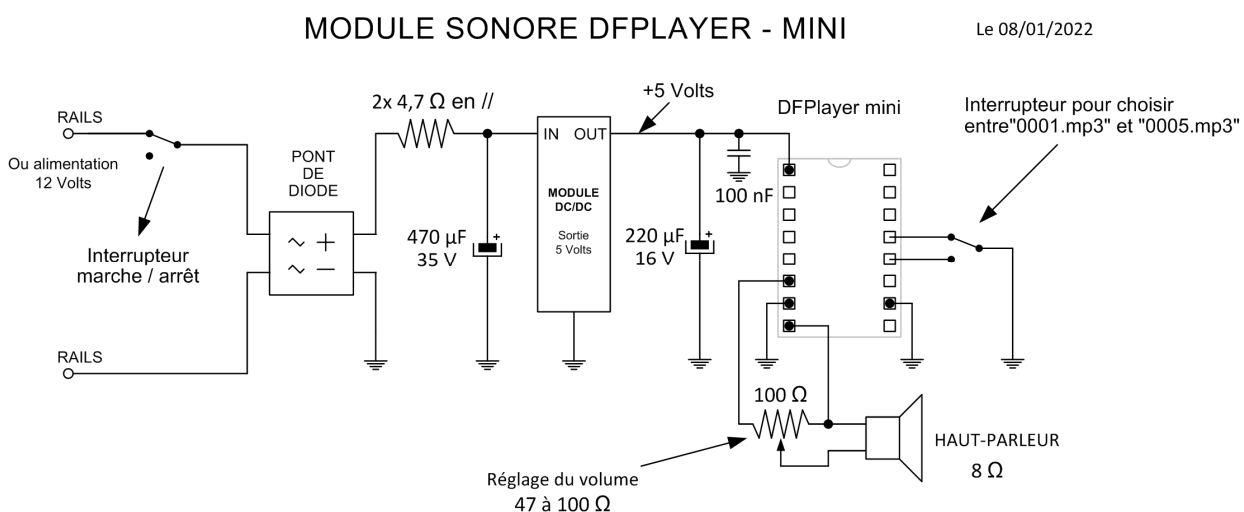 MODULE SONORE DFPLAYER - MINI
Le 08/01/2022
RAILS
Ou alimentation
12 Volts
Interrupteur
marche / arrêt
RAILS
PONT
DE
DIODE
~ +
~ −
2x 4,7 Ω en //
470 µF
35 V
+
IN OUT
MODULE
DC/DC
Sortie
5 Volts
+5 Volts
220 µF
16 V
+
100 nF
DFPlayer mini
Interrupteur pour choisir
entre"0001.mp3" et "0005.mp3"
100 Ω
Réglage du volume
47 à 100 Ω
HAUT-PARLEUR
8 Ω